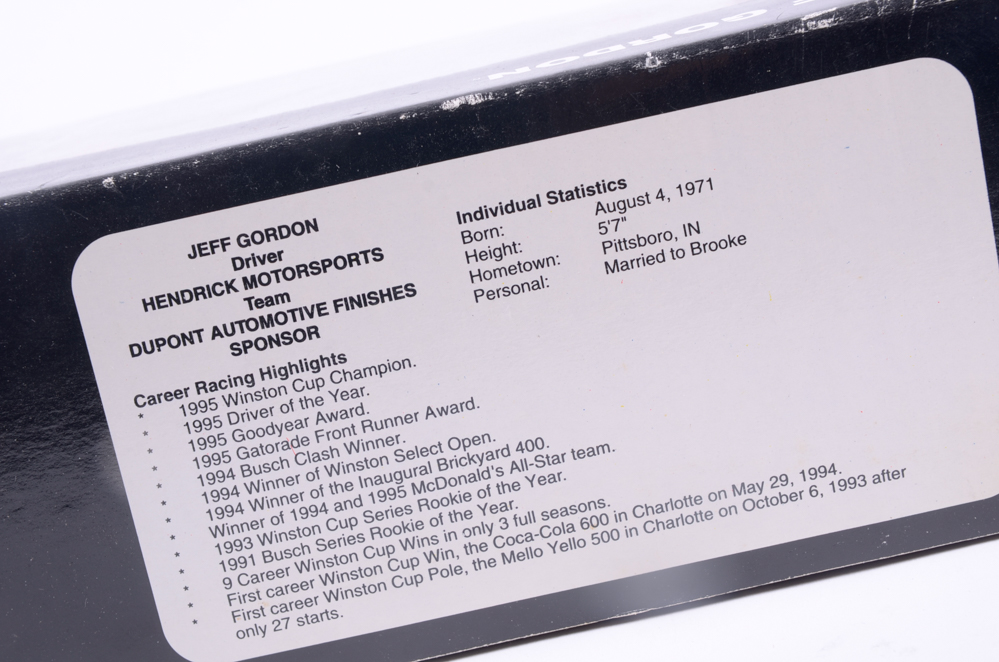 GORDON
JEFF GORDON
Driver
HENDRICK MOTORSPORTS
Team
DUPONT AUTOMOTIVE FINISHES
SPONSOR
Individual Statistics
Born: August 4, 1971
Height: 5'7"
Hometown: Pittsboro, IN
Personal: Married to Brooke
Career Racing Highlights
* 1995 Winston Cup Champion.
* 1995 Driver of the Year.
* 1995 Goodyear Award.
* 1995 Gatorade Front Runner Award.
* 1994 Busch Clash Winner.
* 1994 Winner of Winston Select Open.
* 1994 Winner of the Inaugural Brickyard 400.
* Winner of 1994 and 1995 McDonald's All-Star team.
* 1993 Winston Cup Series Rookie of the Year.
* 1991 Busch Series Rookie of the Year.
* 9 Career Winston Cup Wins in only 3 full seasons.
* First career Winston Cup Win, the Coca-Cola 600 in Charlotte on May 29, 1994.
* First career Winston Cup Pole, the Mello Yello 500 in Charlotte on October 6, 1993 after
only 27 starts.